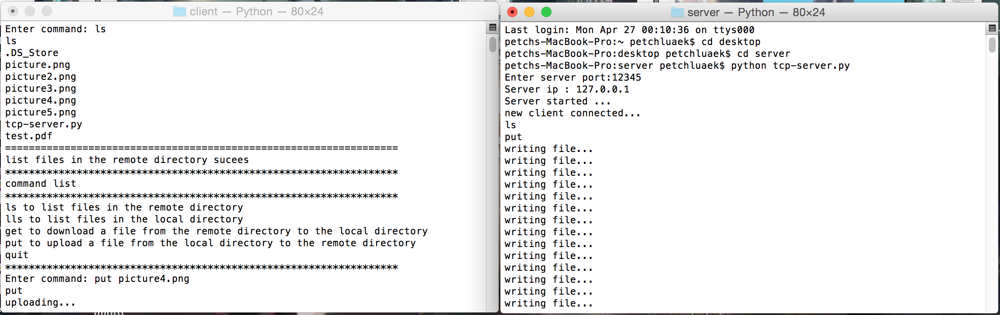 client — Python — 80×24
Enter command: ls
ls
.DS_Store
picture.png
picture2.png
picture3.png
picture4.png
picture5.png
tcp-server.py
test.pdf
==================================================================
list files in the remote directory sucees
******************************************************************
command list
******************************************************************
ls to list files in the remote directory
lls to list files in the local directory
get to download a file from the remote directory to the local directory
put to upload a file from the local directory to the remote directory
quit
******************************************************************
Enter command: put picture4.png
put
uploading...
server — Python — 80×24
Last login: Mon Apr 27 00:10:36 on ttys000
petchs-MacBook-Pro:~ petchluaek$ cd desktop
petchs-MacBook-Pro:desktop petchluaek$ cd server
petchs-MacBook-Pro:server petchluaek$ python tcp-server.py
Enter server port:12345
Server ip : 127.0.0.1
Server started ...
new client connected...
ls
put
writing file...
writing file...
writing file...
writing file...
writing file...
writing file...
writing file...
writing file...
writing file...
writing file...
writing file...
writing file...
writing file...
writing file...